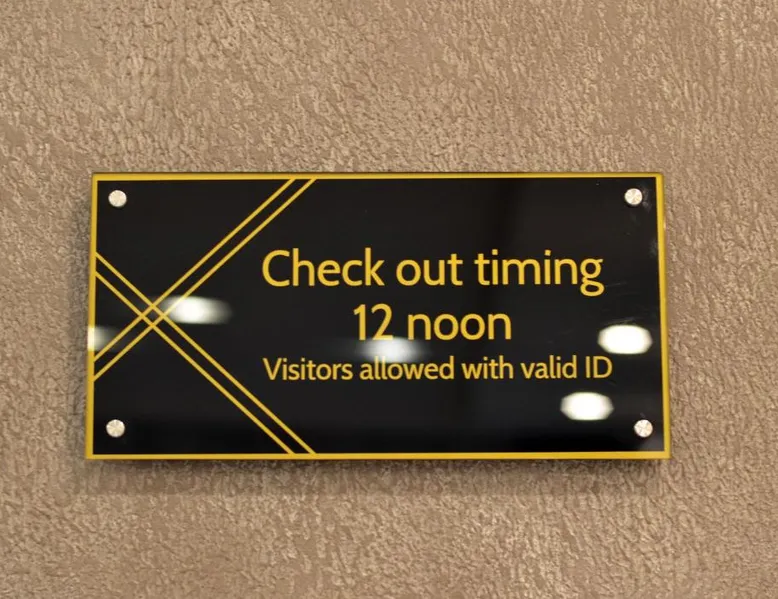 Check out timing
12 noon
Visitors allowed with valid ID